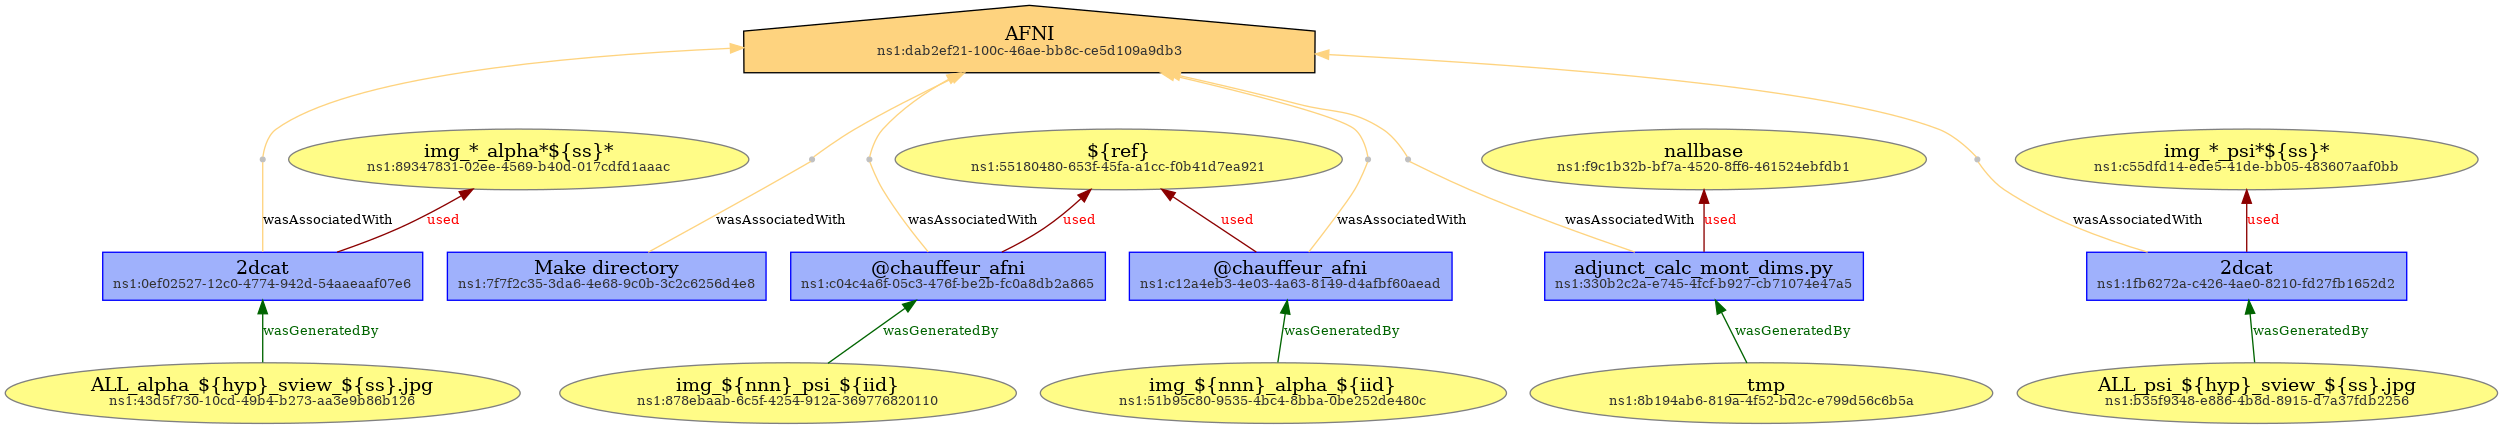 AFNI
ns1:dab2ef21-100c-46ae-bb8c-ce5d109a9db3
img_*_alpha*${ss}*
ns1:89347831-02ee-4569-b40d-017cdfd1aaac
${ref}
ns1:55180480-653f-45fa-a1cc-f0b41d7ea921
nallbase
ns1:f9c1b32b-bf7a-4520-8ff6-461524ebfdb1
img_*_psi*${ss}*
ns1:c55dfd14-ede5-41de-bb05-483607aaf0bb
wasAssociatedWith
used
wasAssociatedWith
wasAssociatedWith
used
used
wasAssociatedWith
wasAssociatedWith
used
wasAssociatedWith
used
2dcat
ns1:0ef02527-12c0-4774-942d-54aaeaaf07e6
Make directory
ns1:7f7f2c35-3da6-4e68-9c0b-3c2c6256d4e8
@chauffeur_afni
ns1:c04c4a6f-05c3-476f-be2b-fc0a8db2a865
@chauffeur_afni
ns1:c12a4eb3-4e03-4a63-8149-d4afbf60aead
adjunct_calc_mont_dims.py
ns1:330b2c2a-e745-4fcf-b927-cb71074e47a5
2dcat
ns1:1fb6272a-c426-4ae0-8210-fd27fb1652d2
wasGeneratedBy
wasGeneratedBy
wasGeneratedBy
wasGeneratedBy
wasGeneratedBy
ALL_alpha_${hyp}_sview_${ss}.jpg
ns1:43d5f730-10cd-49b4-b273-aa3e9b86b126
img_${nnn}_psi_${iid}
ns1:878ebaab-6c5f-4254-912a-369776820110
img_${nnn}_alpha_${iid}
ns1:51b95c80-9535-4bc4-8bba-0be252de480c
__tmp_
ns1:8b194ab6-819a-4f52-bd2c-e799d56c6b5a
ALL_psi_${hyp}_sview_${ss}.jpg
ns1:b35f9348-e886-4b8d-8915-d7a37fdb2256